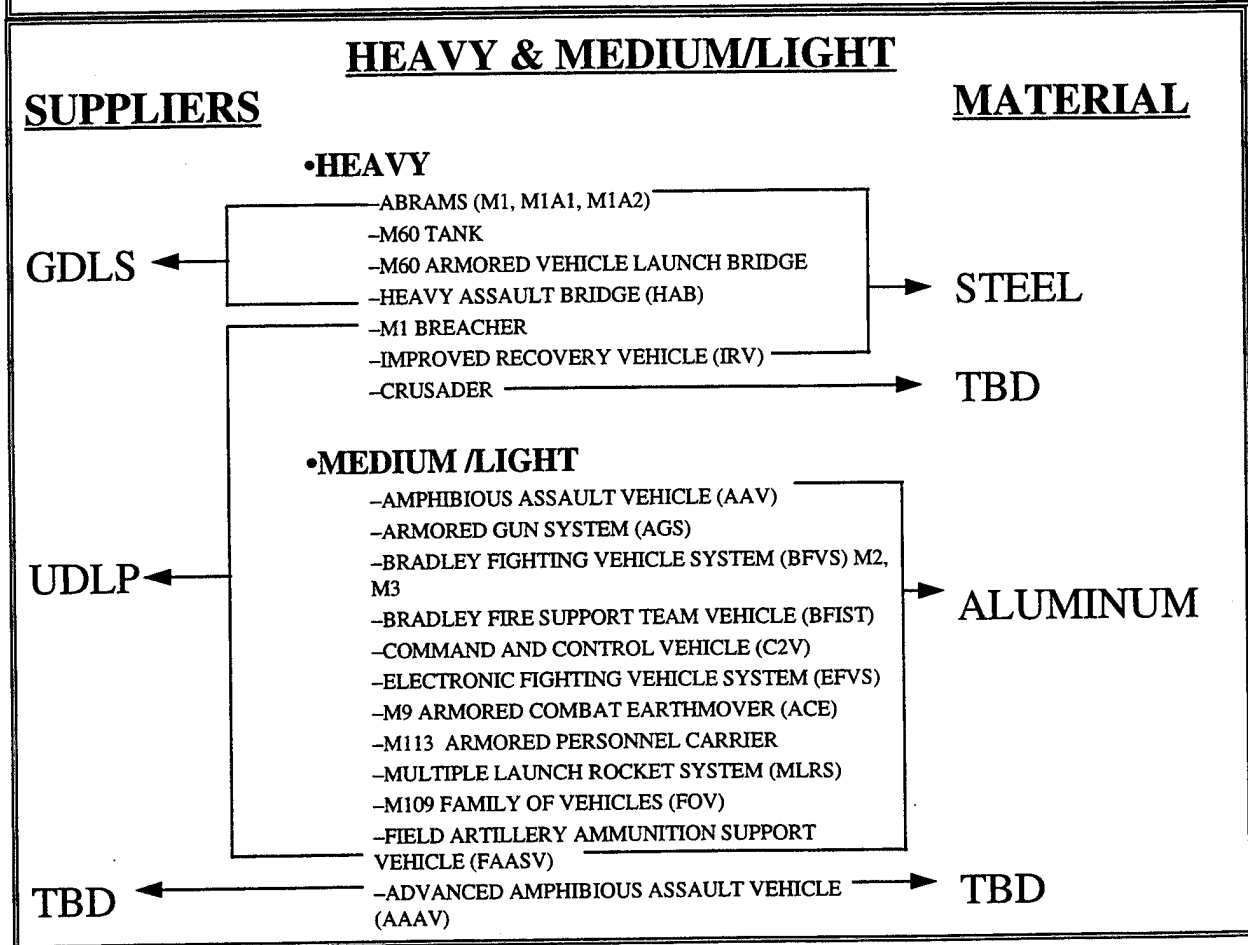 HEAVY & MEDIUM/LIGHT
SUPPLIERS
MATERIAL
•HEAVY
–ABRAMS (M1, M1A1, M1A2)
–M60 TANK
GDLS
–M60 ARMORED VEHICLE LAUNCH BRIDGE
STEEL
–HEAVY ASSAULT BRIDGE (HAB)
–M1 BREACHER
–IMPROVED RECOVERY VEHICLE (IRV)
–CRUSADER
TBD
•MEDIUM /LIGHT
–AMPHIBIOUS ASSAULT VEHICLE (AAV)
–ARMORED GUN SYSTEM (AGS)
–BRADLEY FIGHTING VEHICLE SYSTEM (BFVS) M2,
M3
UDLP
ALUMINUM
–BRADLEY FIRE SUPPORT TEAM VEHICLE (BFIST)
–COMMAND AND CONTROL VEHICLE (C2V)
–ELECTRONIC FIGHTING VEHICLE SYSTEM (EFVS)
–M9 ARMORED COMBAT EARTHMOVER (ACE)
–M113 ARMORED PERSONNEL CARRIER
–MULTIPLE LAUNCH ROCKET SYSTEM (MLRS)
–M109 FAMILY OF VEHICLES (FOV)
–FIELD ARTILLERY AMMUNITION SUPPORT
VEHICLE (FAASV)
TBD
–ADVANCED AMPHIBIOUS ASSAULT VEHICLE
(AAAV)
TBD